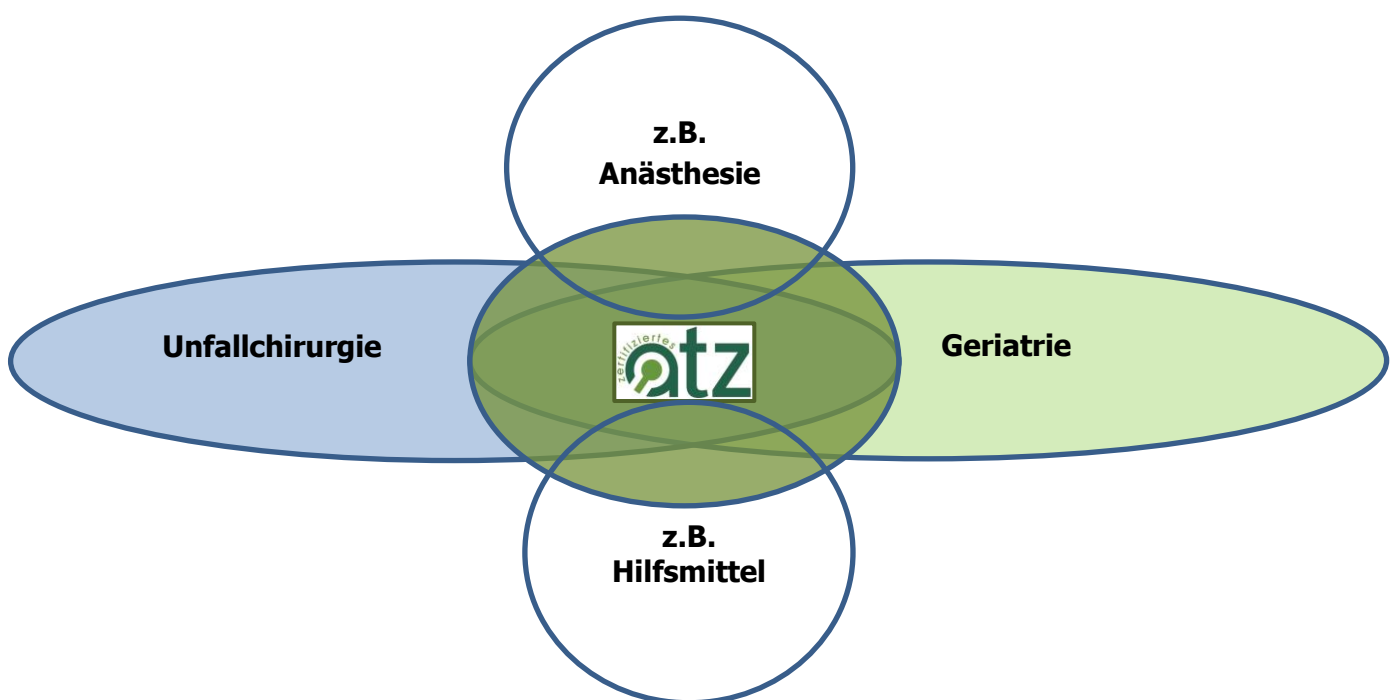 z.B.
Anästhesie
Unfallchirurgie
zertifiziertes
atz
Geriatrie
z.B.
Hilfsmittel